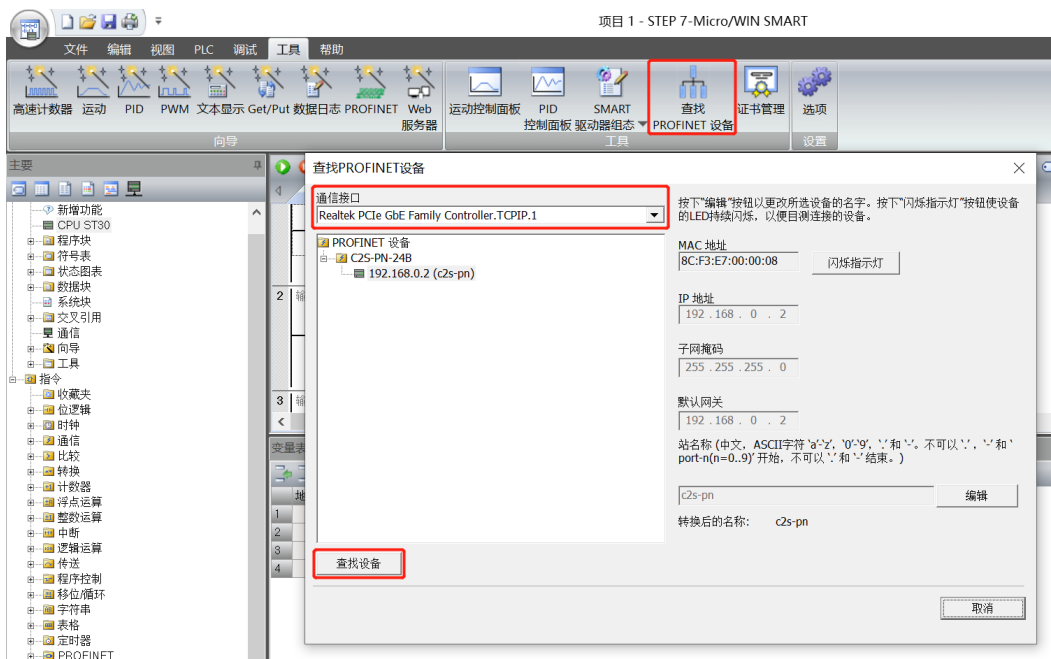 项目 1 - STEP 7-Micro/WIN SMART
文件 编辑 视图 PLC 调试 工具 帮助
高速计数器 运动 PID PWM 文本显示 Get/Put 数据日志 PROFINET Web 服务器
运动控制面板 PID 控制面板 SMART 驱动器组态 查找 PROFINET 设备 证书管理 选项
向导 工具 设置
主要
新增功能
CPU ST30
程序块
符号表
状态图表
数据块
系统块
交叉引用
通信
向导
工具
指令
收藏夹
位逻辑
时钟
通信
比较
转换
计数器
浮点运算
整数运算
中断
逻辑运算
传送
程序控制
移位/循环
字符串
表格
定时器
PROFINET
2
3
变量表
1
2
3
4
查找PROFINET设备
通信接口
Realtek PCIe GbE Family Controller.TCPIP.1
PROFINET 设备
C2S-PN-24B
192.168.0.2 (c2s-pn)
查找设备
按下"编辑"按钮以更改所选设备的名字。按下"闪烁指示灯"按钮使设备
的LED持续闪烁，以便目测连接的设备。
MAC 地址
8C:F3:E7:00:00:08 闪烁指示灯
IP 地址
192 . 168 . 0 . 2
子网掩码
255 . 255 . 255 . 0
默认网关
192 . 168 . 0 . 2
站名称 (中文，ASCII字符 'a'-'z'，'0'-'9'，'.' 和 '-'。不可以 '.'，'-' 和 '
port-n(n=0..9)' 开始，不可以 '.' 和 '-' 结束。)
c2s-pn 编辑
转换后的名称: c2s-pn
取消